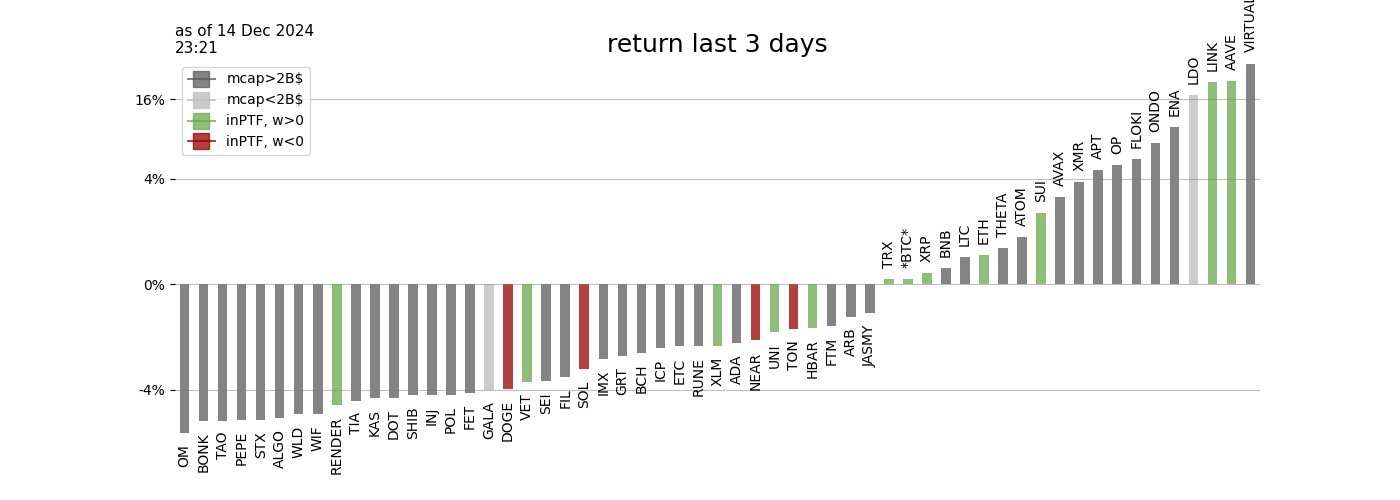 as of 14 Dec 2024
23:21
return last 3 days
mcap>2B$
mcap<2B$
inPTF, w>0
inPTF, w<0
16%
4%
0%
-4%
OM
BONK
TAO
PEPE
STX
ALGO
WLD
WIF
RENDER
TIA
KAS
DOT
SHIB
INJ
POL
FET
GALA
DOGE
VET
SEI
FIL
SOL
IMX
GRT
BCH
ICP
ETC
RUNE
XLM
ADA
NEAR
UNI
TON
HBAR
FTM
ARB
JASMY
TRX
*BTC*
XRP
BNB
LTC
ETH
THETA
ATOM
SUI
AVAX
XMR
APT
OP
FLOKI
ONDO
ENA
LDO
LINK
AAVE
VIRTUAL